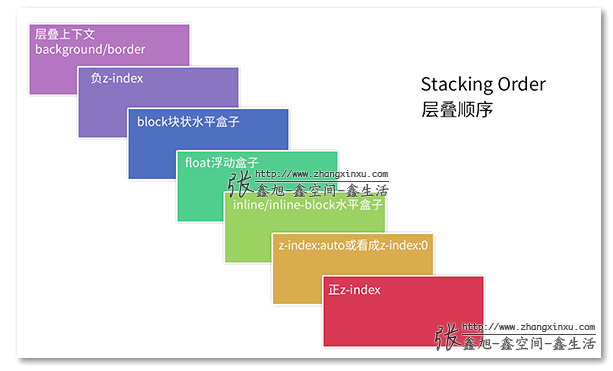 层叠上下文
background/border
负z-index
Stacking Order
层叠顺序
block块状水平盒子
float浮动盒子
张 http://www.zhangxinxu.com
鑫旭-鑫空间-鑫生活
inline/inline-block水平盒子
z-index:auto或看成z-index:0
正z-index
张 http://www.zhangxinxu.com
鑫旭-鑫空间-鑫生活